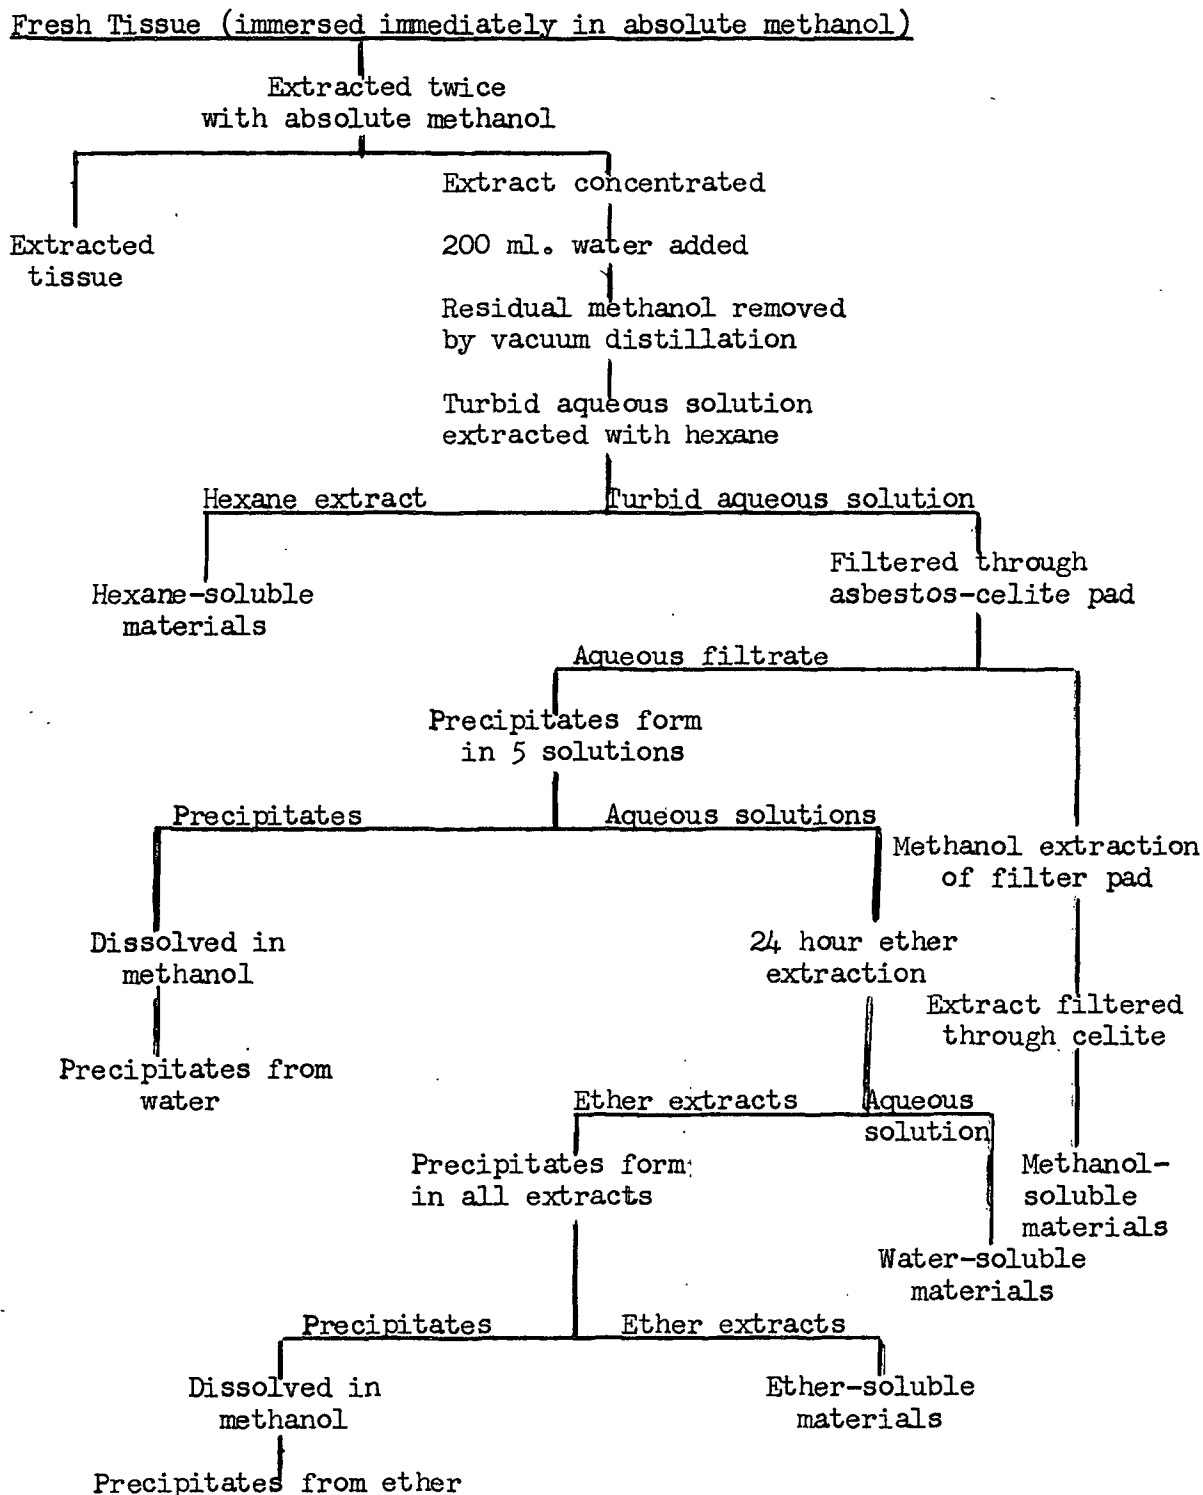 Fresh Tissue (immersed immediately in absolute methanol)
Extracted twice
with absolute methanol
Extract concentrated
Extracted
tissue
200 ml. water added
Residual methanol removed
by vacuum distillation
Turbid aqueous solution
extracted with hexane
Hexane extract
Turbid aqueous solution
Hexane-soluble
materials
Filtered through
asbestos-celite pad
Aqueous filtrate
Precipitates form
in 5 solutions
Precipitates
Aqueous solutions
Methanol extraction
of filter pad
Dissolved in
methanol
24 hour ether
extraction
Extract filtered
through celite
Precipitates from
water
Ether extracts
Aqueous
solution
Precipitates form
in all extracts
Methanol-
soluble
materials
Water-soluble
materials
Precipitates
Ether extracts
Dissolved in
methanol
Ether-soluble
materials
Precipitates from ether